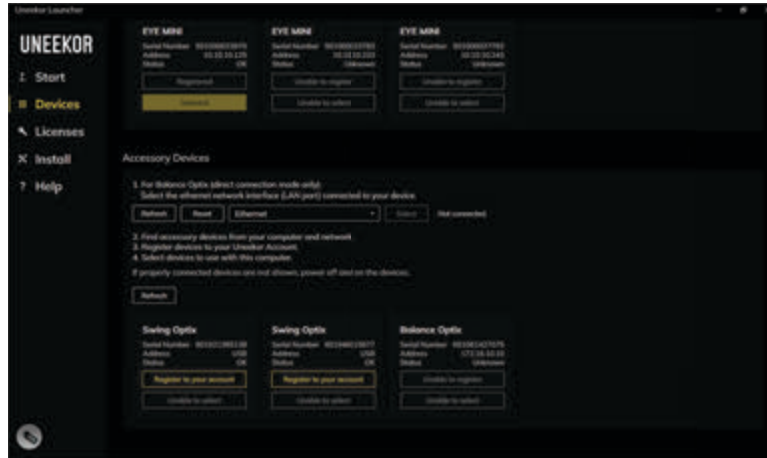 Uneekor Launcher
UNEEKOR
Start
Devices
Licenses
Install
Help
EYE MINI
Serial Number
Address
Status OK
Registered
EYE MINI
Serial Number
Address
Status Unknown
Unable to register
Unable to select
EYE MINI
Serial Number
Address
Status Unknown
Unable to register
Unable to select
Accessory Devices
1. For Balance Optix (direct connection mode only)
Select the ethernet network interface (LAN port) connected to your device.
Refresh Reset Ethernet Select Not connected
2. Find accessory devices from your computer and network.
3. Register devices to your Uneekor Account.
4. Select devices to use with this computer.
If properly connected devices are not shown, power off and on the devices.
Refresh
Swing Optix
Serial Number
Address USB
Status OK
Register to your account
Unable to select
Swing Optix
Serial Number
Address USB
Status OK
Register to your account
Unable to select
Balance Optix
Serial Number
Address
Status Unknown
Unable to register
Unable to select